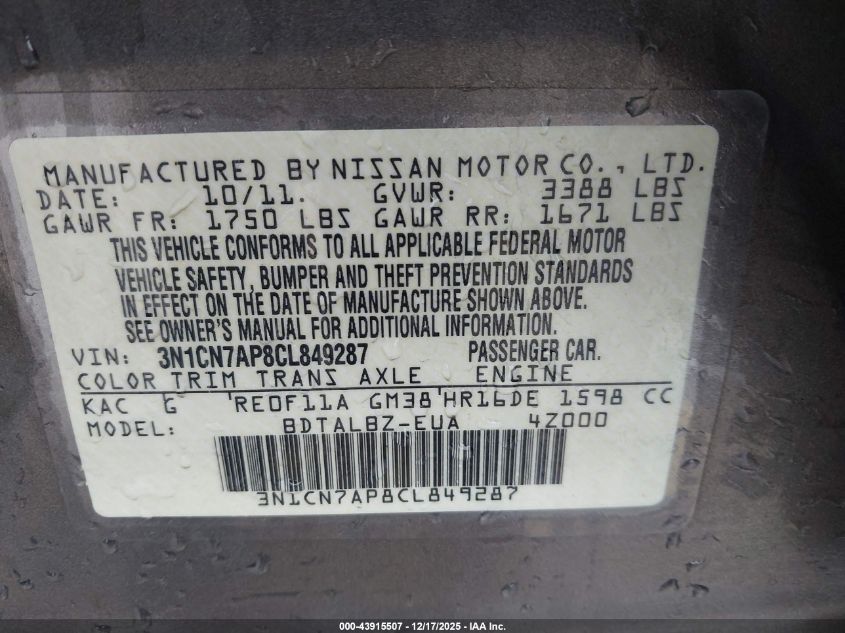 MANUFACTURED BY NISSAN MOTOR CO., LTD.
DATE: 10/11. GVWR: 3388 LBS
GAWR FR: 1750 LBS GAWR RR: 1671 LBS
THIS VEHICLE CONFORMS TO ALL APPLICABLE FEDERAL MOTOR
VEHICLE SAFETY, BUMPER AND THEFT PREVENTION STANDARDS
IN EFFECT ON THE DATE OF MANUFACTURE SHOWN ABOVE.
SEE OWNER'S MANUAL FOR ADDITIONAL INFORMATION.
VIN: 3N1CN7AP8CL849287 PASSENGER CAR.
COLOR TRIM TRANS AXLE ENGINE
KAC G RE0F11A GM38 HR16DE 1598 CC
MODEL: BDTALBZ-EUA 4Z000
3N1CN7AP8CL849287
000-43915507 - 12/17/2025 - IAA Inc.